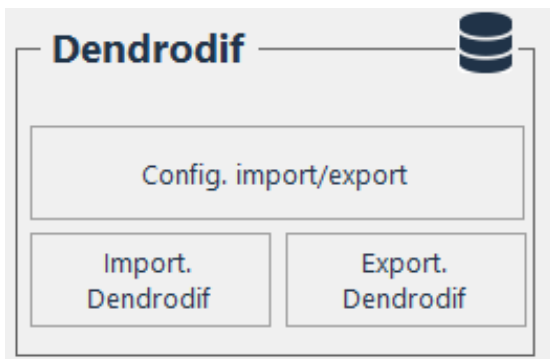 Dendrodif
Config. import/export
Import.
Dendrodif
Export.
Dendrodif